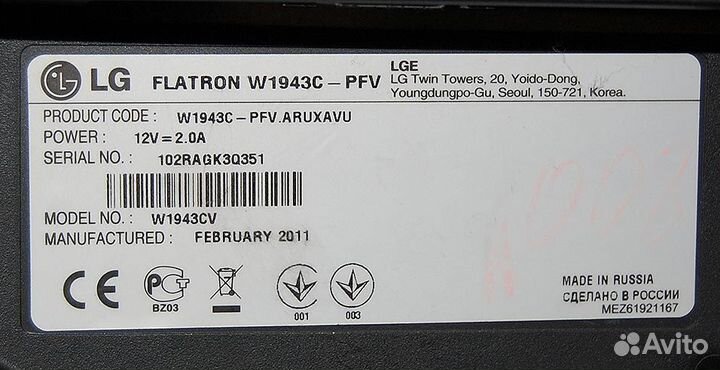 LG FLATRON W1943C-PFV
LGE
LG Twin Towers, 20, Yoido-Dong,
Youngdungpo-Gu, Seoul, 150-721, Korea.
PRODUCT CODE : W1943C-PFV.ARUXAVU
POWER : 12V=2.0A
SERIAL NO. : 102RAGK3Q351
MODEL NO. : W1943CV
MANUFACTURED : FEBRUARY 2011
CE
BZ03
001
003
MADE IN RUSSIA
СДЕЛАНО В РОССИИ
MEZ61921167
Avito